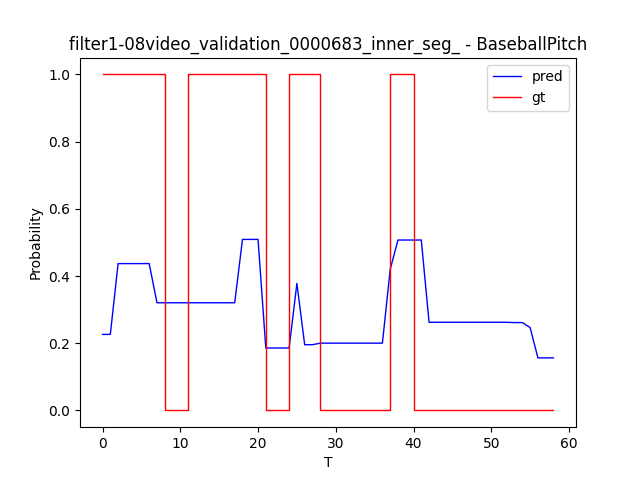 filter1-08video_validation_0000683_inner_seg_ - BaseballPitch
pred
gt
1.0
0.8
0.6
0.4
0.2
0.0
Probability
0
10
20
30
40
50
60
T